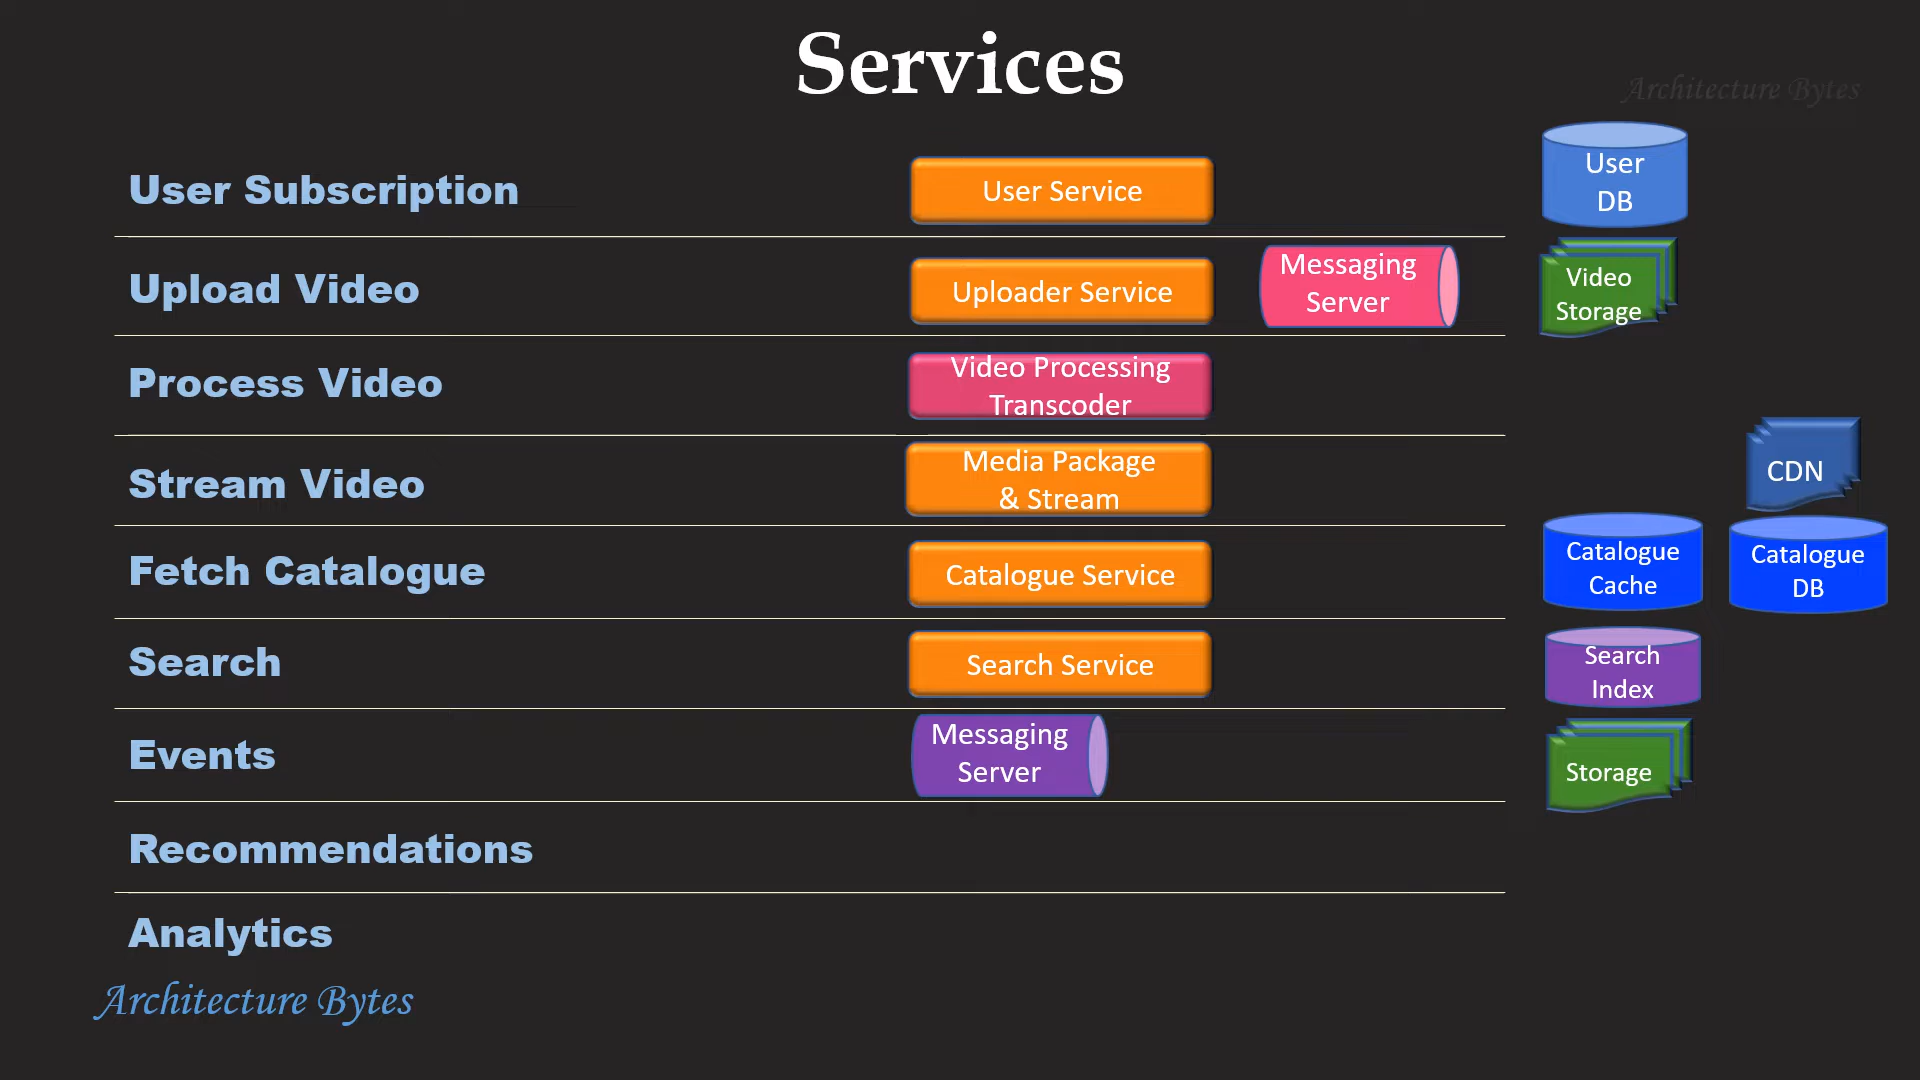 Services
Architecture Bytes
User Subscription
User Service
User
DB
Upload Video
Uploader Service
Messaging
Server
Video
Storage
Process Video
Video Processing
Transcoder
Stream Video
Media Package
& Stream
CDN
Fetch Catalogue
Catalogue Service
Catalogue
Cache
Catalogue
DB
Search
Search Service
Search
Index
Events
Messaging
Server
Storage
Recommendations
Analytics
Architecture Bytes